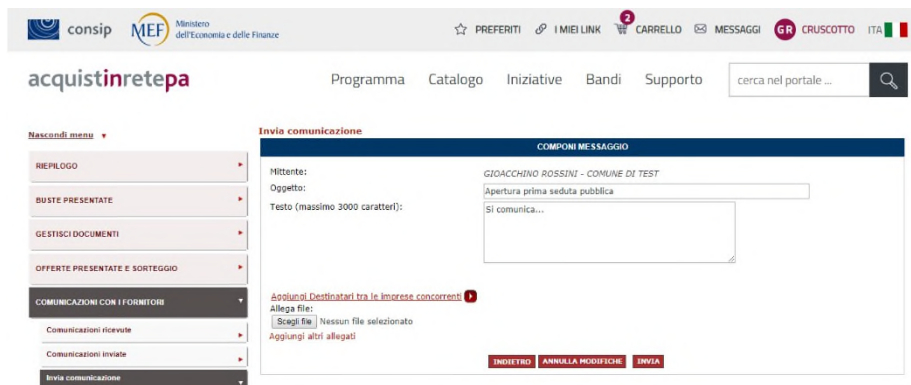 consip MEF Ministero dell'Economia e delle Finanze PREFERITI I MIEI LINK 2 CARRELLO MESSAGGI GR CRUSCOTTO ITA
acquistinretepa Programma Catalogo Iniziative Bandi Supporto cerca nel portale ...
Nascondi menu
RIEPILOGO
BUSTE PRESENTATE
GESTISCI DOCUMENTI
OFFERTE PRESENTATE E SORTEGGIO
COMUNICAZIONI CON I FORNITORI
Comunicazioni ricevute
Comunicazioni inviate
Invia comunicazione
Invia comunicazione
COMPONI MESSAGGIO
Mittente: GIOACCHINO ROSSINI - COMUNE DI TEST
Oggetto: Apertura prima seduta pubblica
Testo (massimo 3000 caratteri): Si comunica...
Aggiungi Destinatari tra le imprese concorrenti
Allega file:
Scegli file Nessun file selezionato
Aggiungi altri allegati
INDIETRO ANNULLA MODIFICHE INVIA